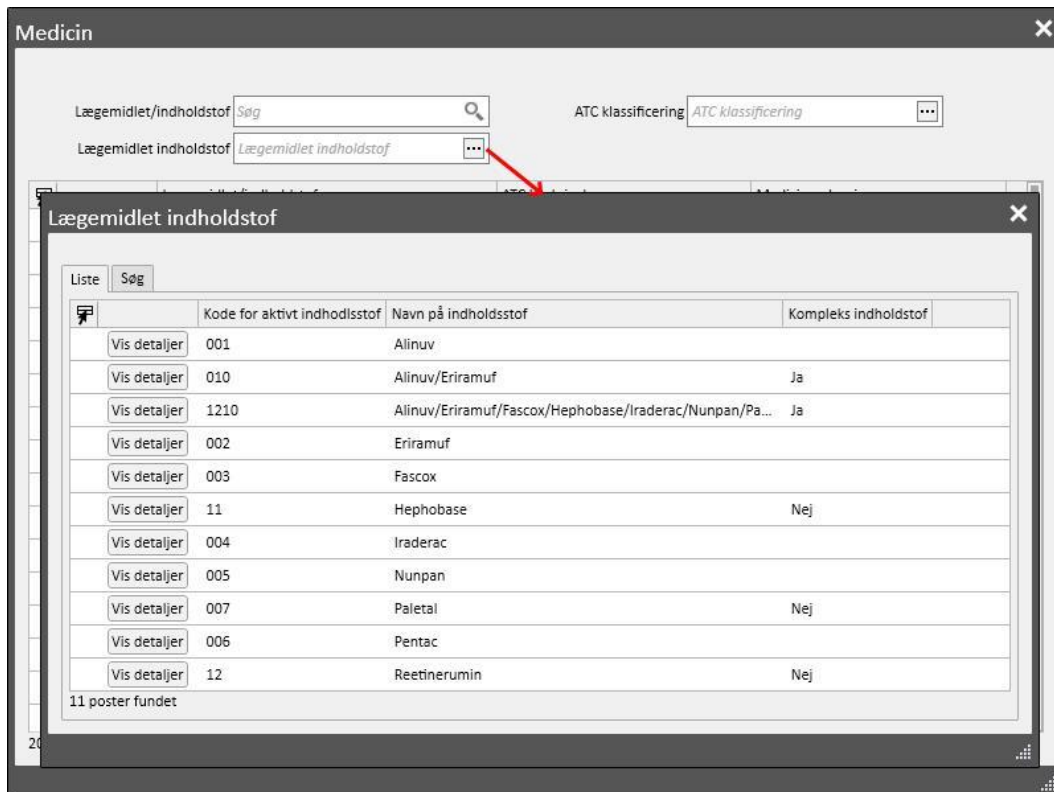 Medicin
Lægemidlet/indholdstof Søg ATC klassificering ATC klassificering
Lægemidlet indholdstof Lægemidlet indholdstof
Lægemidlet indholdstof
Liste Søg
Kode for aktivt indhodlsstof Navn på indholdsstof Kompleks indholdstof
Vis detaljer 001 Alinuv
Vis detaljer 010 Alinuv/Eriramuf Ja
Vis detaljer 1210 Alinuv/Eriramuf/Fascox/Hephobase/Iraderac/Nunpan/Pa... Ja
Vis detaljer 002 Eriramuf
Vis detaljer 003 Fascox
Vis detaljer 11 Hephobase Nej
Vis detaljer 004 Iraderac
Vis detaljer 005 Nunpan
Vis detaljer 007 Paletal Nej
Vis detaljer 006 Pentac
Vis detaljer 12 Reetinerumin Nej
11 poster fundet